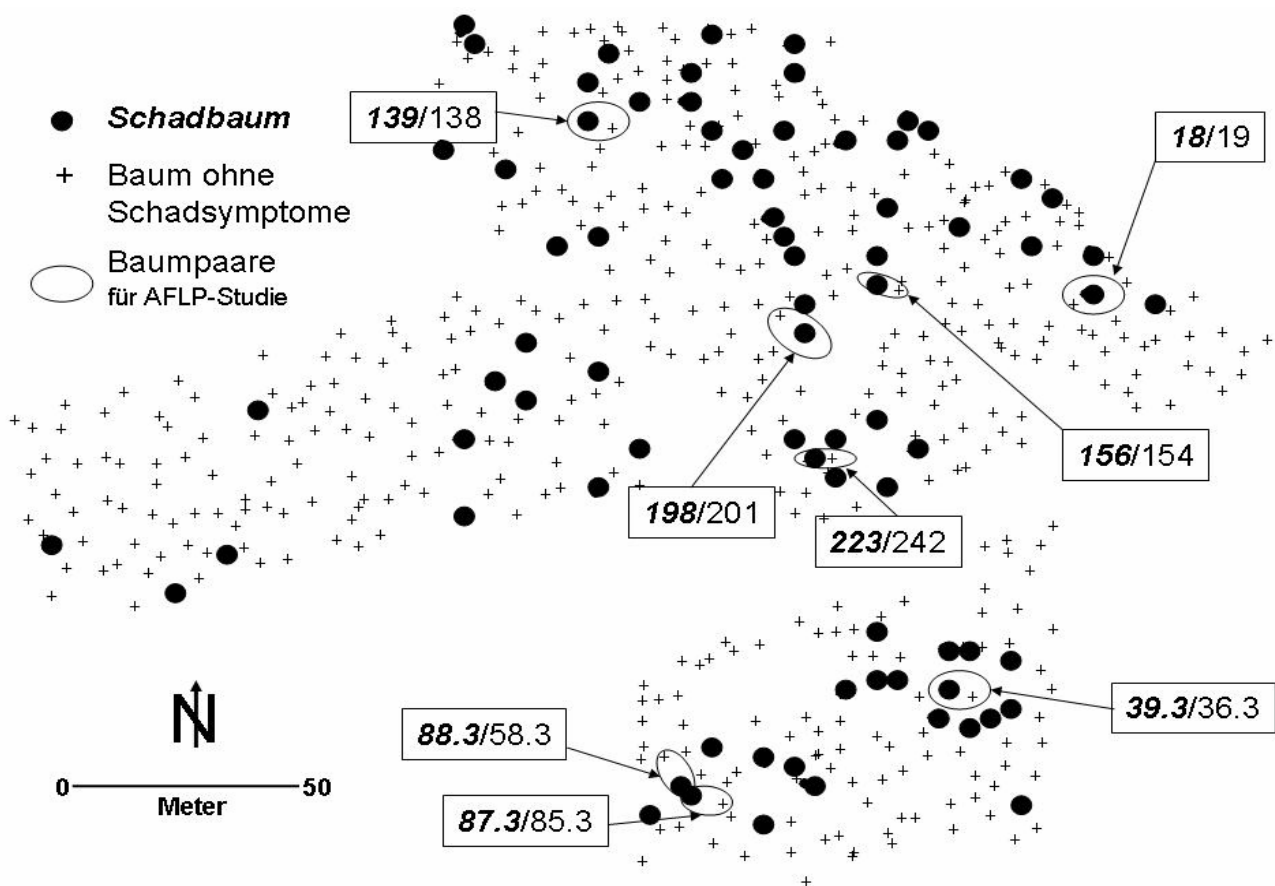 139/138
18/19
Schadbaum
Baum ohne
Schadsymptome
Baumpaare
für AFLP-Studie
156/154
198/201
223/242
N
39.3/36.3
88.3/58.3
0 50
Meter
87.3/85.3